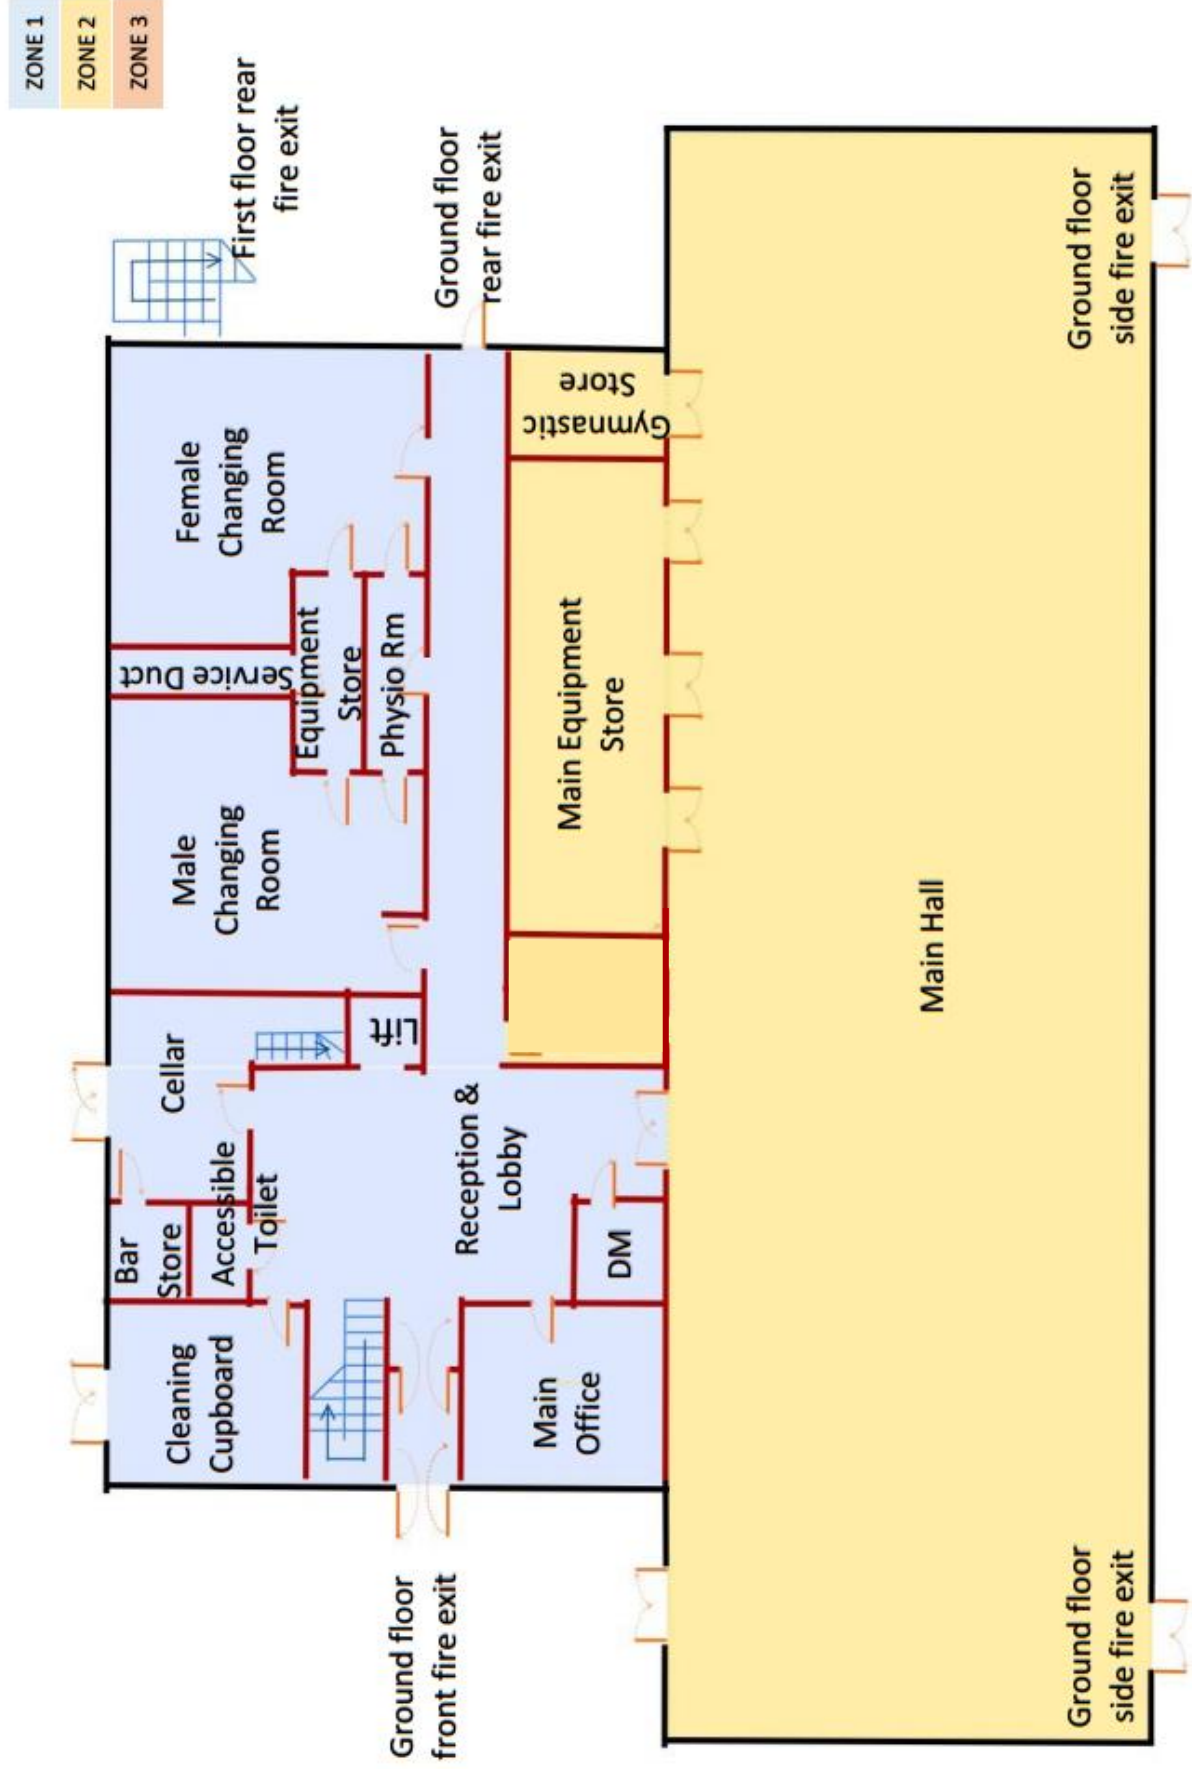 ZONE 1
ZONE 2
ZONE 3
First floor rear
fire exit
Ground floor
rear fire exit
Ground floor
side fire exit
Female
Changing
Room
Service Duct
Equipment
Store
Physio Rm
Gymnastic
Store
Main Equipment
Store
Male
Changing
Room
Cellar
Lift
Main Hall
Bar
Store
Accessible
Toilet
Reception &
Lobby
DM
Cleaning
Cupboard
Main
Office
Ground floor
front fire exit
Ground floor
side fire exit